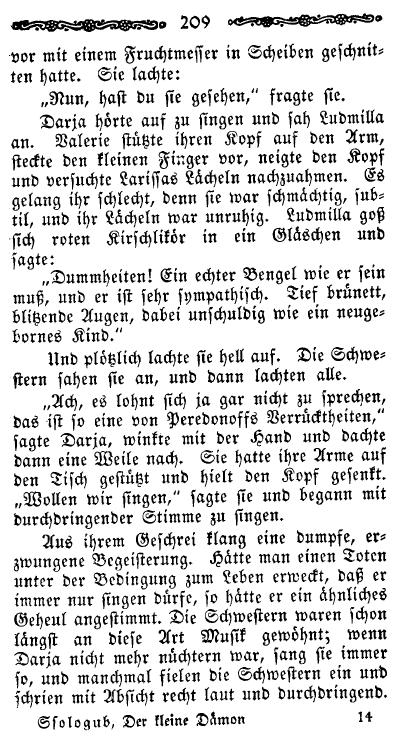 209
vor mit einem Fruchtmesser in Scheiben geschnit-
ten hatte. Sie lachte:
„Nun, hast du sie gesehen,“ fragte sie.
Darja hörte auf zu singen und sah Ludmilla
an. Valerie stützte ihren Kopf auf den Arm,
steckte den kleinen Finger vor, neigte den Kopf
und versuchte Larissas Lächeln nachzuahmen. Es
gelang ihr schlecht, denn sie war schmächtig, sub-
til, und ihr Lächeln war unruhig. Ludmilla goß
sich roten Kirschlikör in ein Gläschen und
sagte:
„Dummheiten! Ein echter Bengel wie er sein
muß, und er ist sehr sympathisch. Tief brünett,
blitzende Augen, dabei unschuldig wie ein neuge-
bornes Kind.“
Und plötzlich lachte sie hell auf. Die Schwe-
stern sahen sie an, und dann lachten alle.
„Ach, es lohnt sich ja gar nicht zu sprechen,
das ist so eine von Peredonoffs Verrücktheiten,“
sagte Darja, winkte mit der Hand und dachte
dann eine Weile nach. Sie hatte ihre Arme auf
den Tisch gestützt und hielt den Kopf gesenkt.
„Wollen wir singen,“ sagte sie und begann mit
durchdringender Stimme zu singen.
Aus ihrem Geschrei klang eine dumpfe, er-
zwungene Begeisterung. Hätte man einen Toten
unter der Bedingung zum Leben erweckt, daß er
immer nur singen dürfe, so hätte er ein ähnliches
Geheul angestimmt. Die Schwestern waren schon
längst an diese Art Musik gewöhnt; wenn
Darja nicht mehr nüchtern war, sang sie immer
so, und manchmal fielen die Schwestern ein und
schrien mit Absicht recht laut und durchdringend.
Ssologub, Der kleine Dämon 14